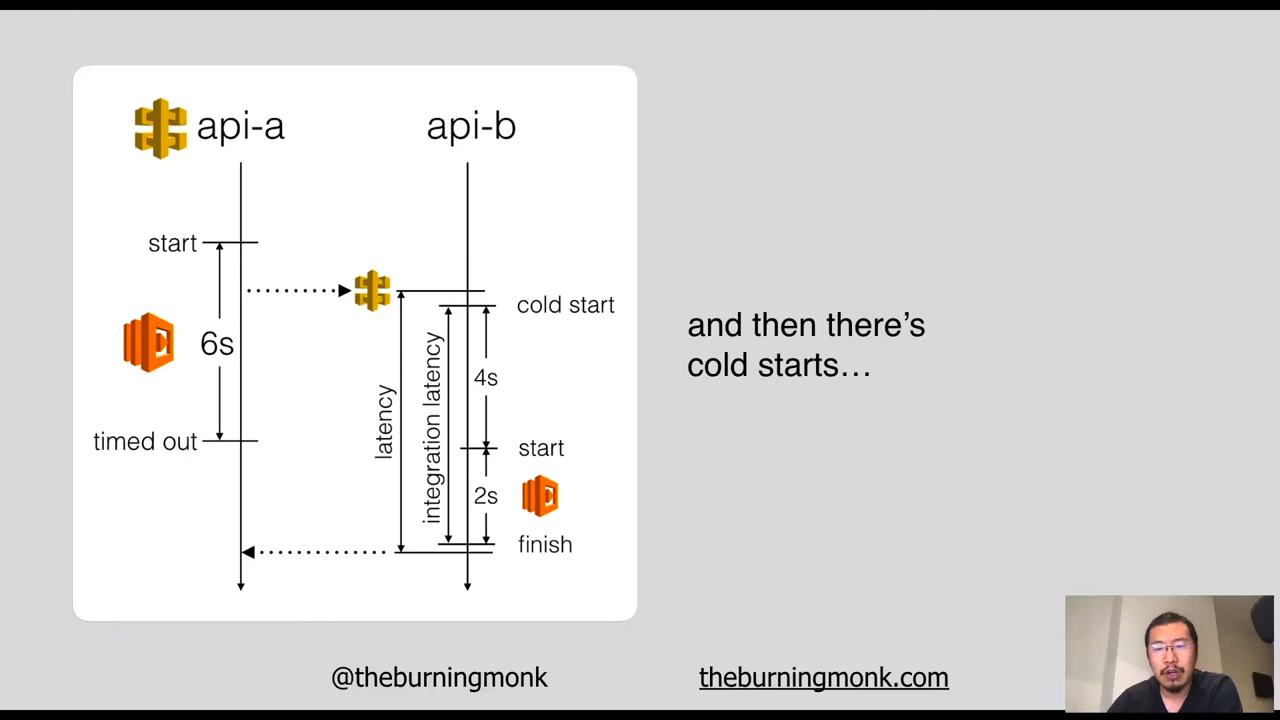 api-a
api-b
start
cold start
6s
latency
integration latency
4s
timed out
start
2s
finish
and then there's
cold starts…
@theburningmonk
theburningmonk.com